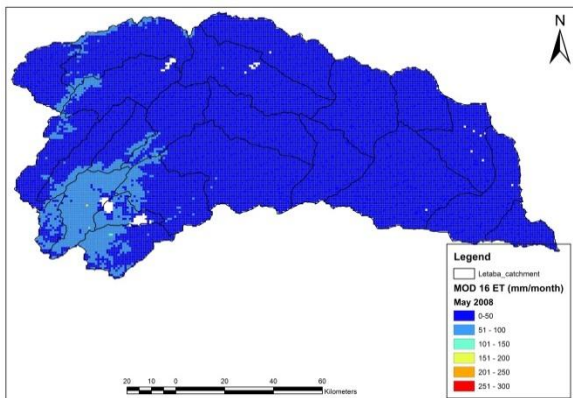 N
Legend
Letaba_catchment
MOD 16 ET (mm/month)
May 2008
0-50
51 - 100
101 - 150
151 - 200
201 - 250
251 - 300
20 10 0 20 40 60
Kilometers